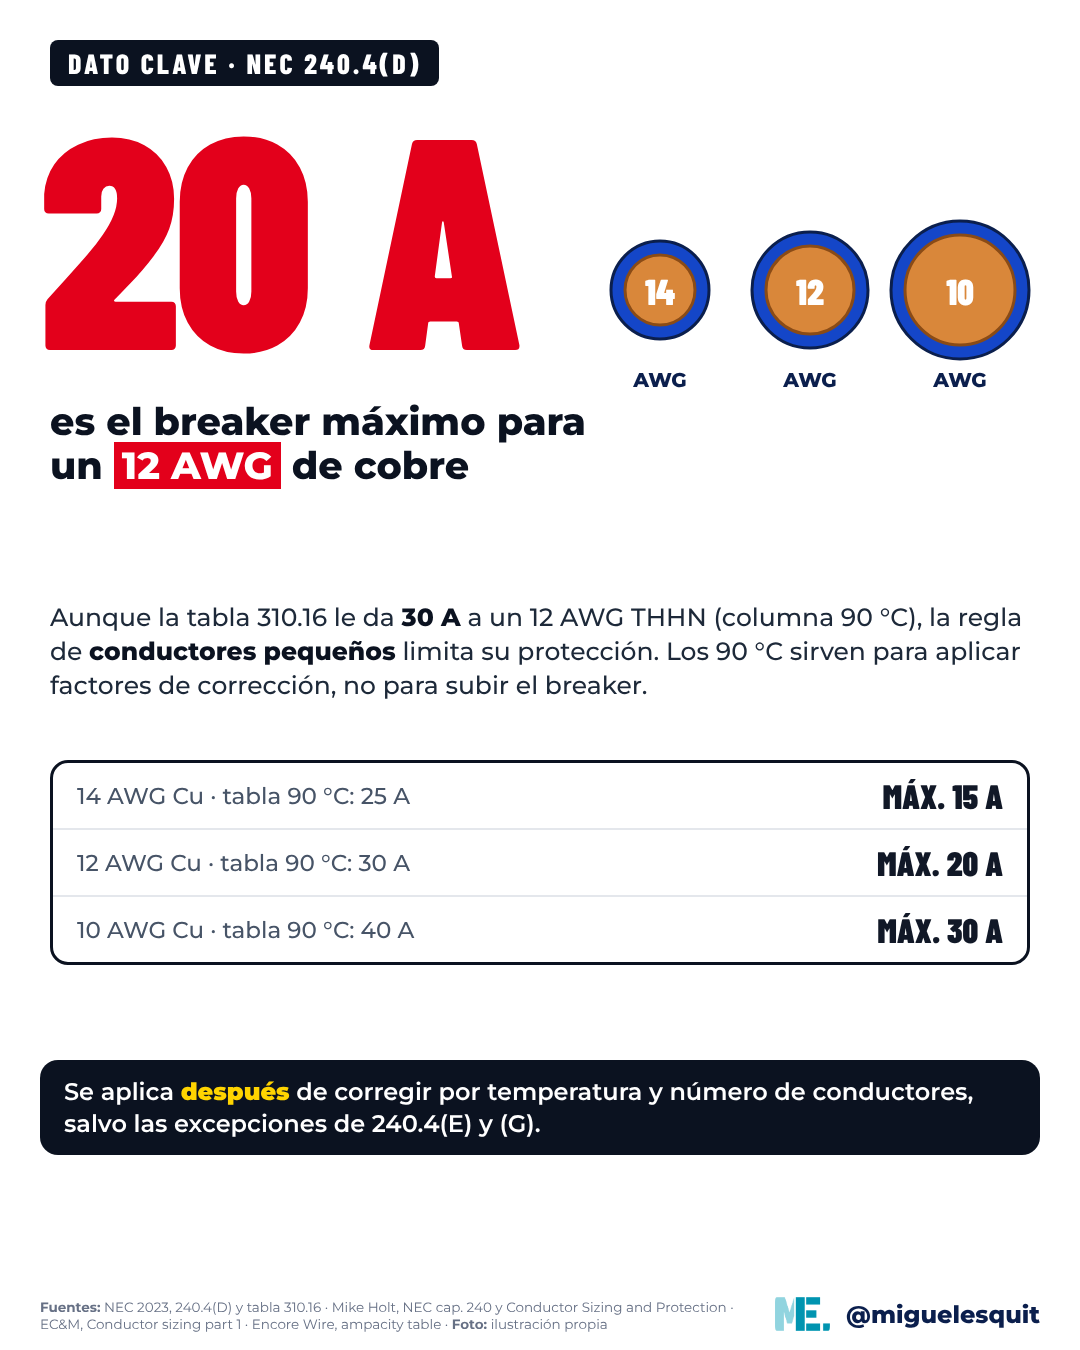 DATO CLAVE · NEC 240.4(D)
20 A
14
12
10
AWG
AWG
AWG
es el breaker máximo para
un 12 AWG de cobre
Aunque la tabla 310.16 le da 30 A a un 12 AWG THHN (columna 90 °C), la regla
de conductores pequeños limita su protección. Los 90 °C sirven para aplicar
factores de corrección, no para subir el breaker.
14 AWG Cu · tabla 90 °C: 25 A MÁX. 15 A
12 AWG Cu · tabla 90 °C: 30 A MÁX. 20 A
10 AWG Cu · tabla 90 °C: 40 A MÁX. 30 A
Se aplica después de corregir por temperatura y número de conductores,
salvo las excepciones de 240.4(E) y (G).
Fuentes: NEC 2023, 240.4(D) y tabla 310.16 · Mike Holt, NEC cap. 240 y Conductor Sizing and Protection ·
EC&M, Conductor sizing part 1 · Encore Wire, ampacity table · Foto: ilustración propia
ME. @miguelesquit